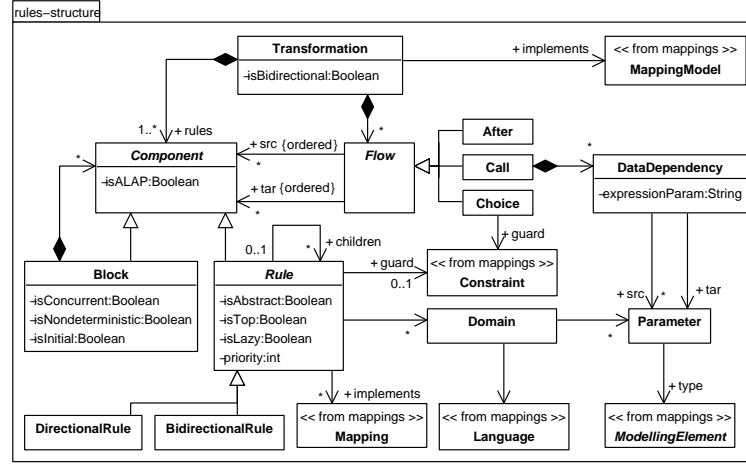 rules−structure
Transformation
−isBidirectional:Boolean
+ implements
<< from mappings >>
MappingModel
1..*
+ rules
*
Component
−isALAP:Boolean
+ src {ordered}
*
+ tar {ordered}
*
Flow
After
Call
Choice
*
*
DataDependency
−expressionParam:String
+ guard
<< from mappings >>
Constraint
Block
−isConcurrent:Boolean
−isNondeterministic:Boolean
−isInitial:Boolean
0..1
*
+ children
Rule
−isAbstract:Boolean
−isTop:Boolean
−isLazy:Boolean
−priority:int
+ guard
0..1
*
Domain
*
+ src
*
+ tar
Parameter
DirectionalRule
BidirectionalRule
*
+ implements
<< from mappings >>
Mapping
<< from mappings >>
Language
+ type
<< from mappings >>
ModellingElement